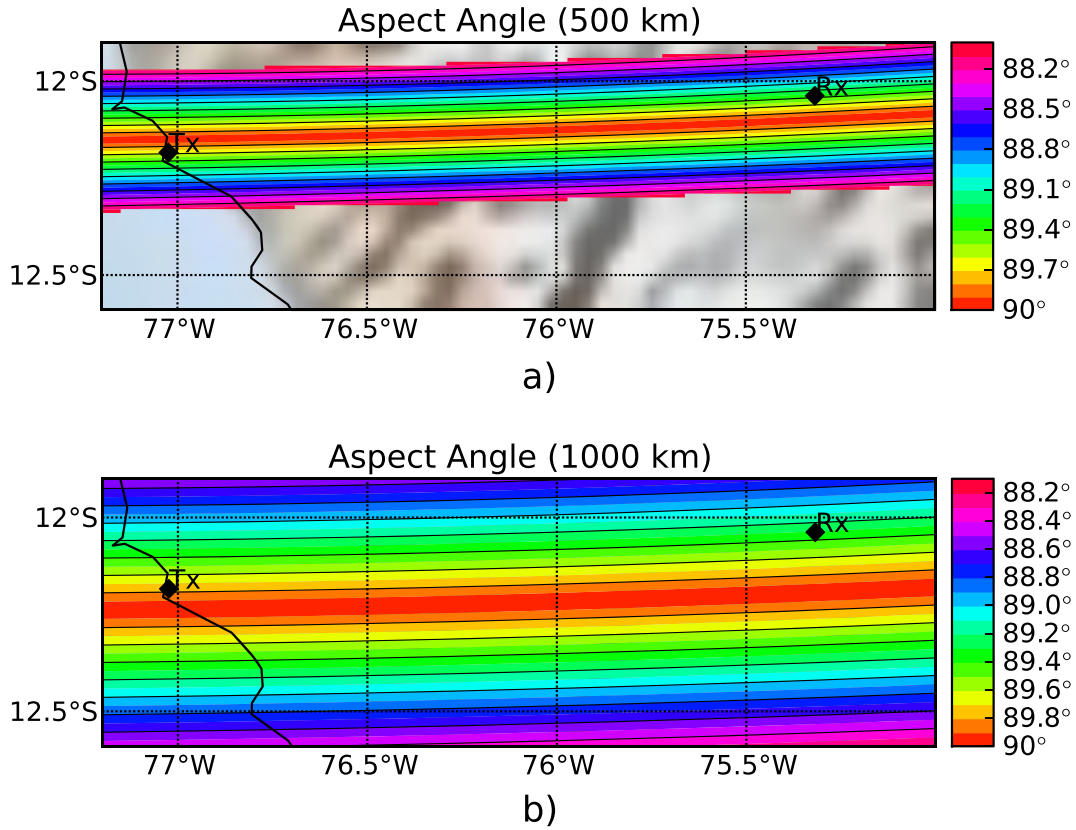 Aspect Angle (500 km)
12°S
12.5°S
Tx
Rx
77°W 76.5°W 76°W 75.5°W
88.2°
88.5°
88.8°
89.1°
89.4°
89.7°
90°
a)
Aspect Angle (1000 km)
12°S
12.5°S
Tx
Rx
77°W 76.5°W 76°W 75.5°W
88.2°
88.4°
88.6°
88.8°
89.0°
89.2°
89.4°
89.6°
89.8°
90°
b)